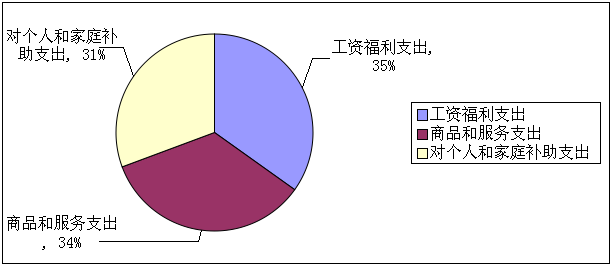 对个人和家庭补
助支出, 31%
工资福利支出,
35%
工资福利支出
商品和服务支出
对个人和家庭补助支出
商品和服务支出
, 34%